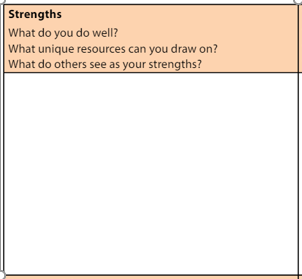 Strengths
What do you do well?
What unique resources can you draw on?
What do others see as your strengths?